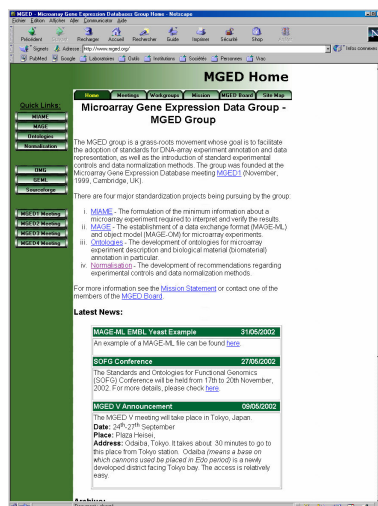 MGED - Microarray Gene Expression Databases Group Home - Netscape
Fichier Edition Afficher Aller Communicator Aide
Précédent Recharger Accueil Rechercher Guide Imprimer Sécurité Shop
Signets Adresse http://www.mged.org/ Infos connexes
PubMed Google Laboratoires Outils Institutions Sociétés Personnes Vrac
MGED Home
Home Meetings Workgroups Mission MGED Board Site Map
Quick Links:
MIAME
MAGE
Ontologies
Normalisation
OMG
GEML
Sourceforge
MGED1 Meeting
MGED2 Meeting
MGED3 Meeting
MGED4 Meeting
Microarray Gene Expression Data Group -
MGED Group
The MGED group is a grass-roots movement whose goal is to facilitate
the adoption of standards for DNA-array experiment annotation and data
representation, as well as the introduction of standard experimental
controls and data normalization methods. The group was founded at the
Microarray Gene Expression Database meeting MGED1 (November,
1999, Cambridge, UK).
There are four major standardization projects being pursuing by the group:
i. MIAME - The formulation of the minimum information about a
microarray experiment required to interpret and verify the results.
ii. MAGE - The establishment of a data exchange format (MAGE-ML)
and object model (MAGE-OM) for microarray experiments.
iii. Ontologies - The development of ontologies for microarray
experiment description and biological material (biomaterial)
annotation in particular.
iv. Normalisation - The development of recommendations regarding
experimental controls and data normalization methods.
For more information see the Mission Statement or contact one of the
members of the MGED Board.
Latest News:
MAGE-ML EMBL Yeast Example 31/05/2002
An example of a MAGE-ML file can be found here.
SOFG Conference 27/05/2002
The Standards and Ontologies for Functional Genomics
(SOFG) Conference will be held from 17th to 20th November,
2002. For more details, please check here.
MGED V Announcement 09/05/2002
The MGED V meeting will take place in Tokyo, Japan.
Date: 24th-27th September
Place: Plaza Heisei,
Address: Odaiba, Tokyo. It takes about 30 minutes to go to
this place from Tokyo station. Odaiba (means a base on
which cannons used be placed in Edo period) is a newly
developed district facing Tokyo bay. The access is relatively
easy.